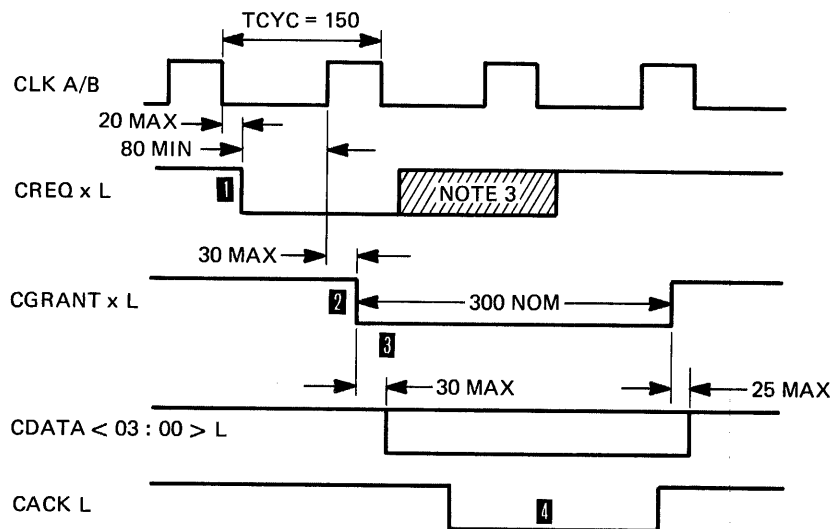 TCYC = 150
CLK A/B
20 MAX
80 MIN
CREQ x L
1
NOTE 3
30 MAX
CGRANT x L
2
300 NOM
3
30 MAX
25 MAX
CDATA < 03 : 00 > L
CACK L
4